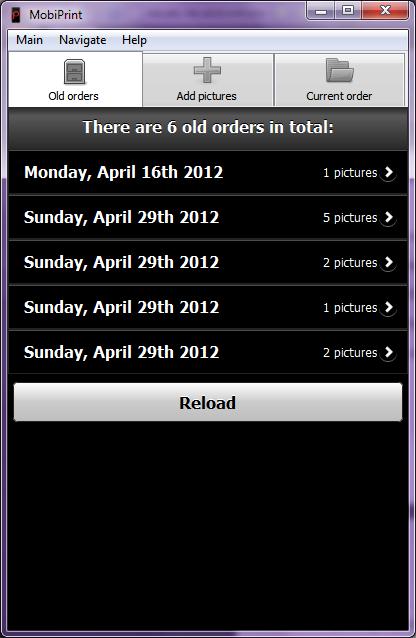 MobiPrint
Main Navigate Help
Old orders Add pictures Current order
There are 6 old orders in total:
Monday, April 16th 2012 1 pictures
Sunday, April 29th 2012 5 pictures
Sunday, April 29th 2012 2 pictures
Sunday, April 29th 2012 1 pictures
Sunday, April 29th 2012 2 pictures
Reload